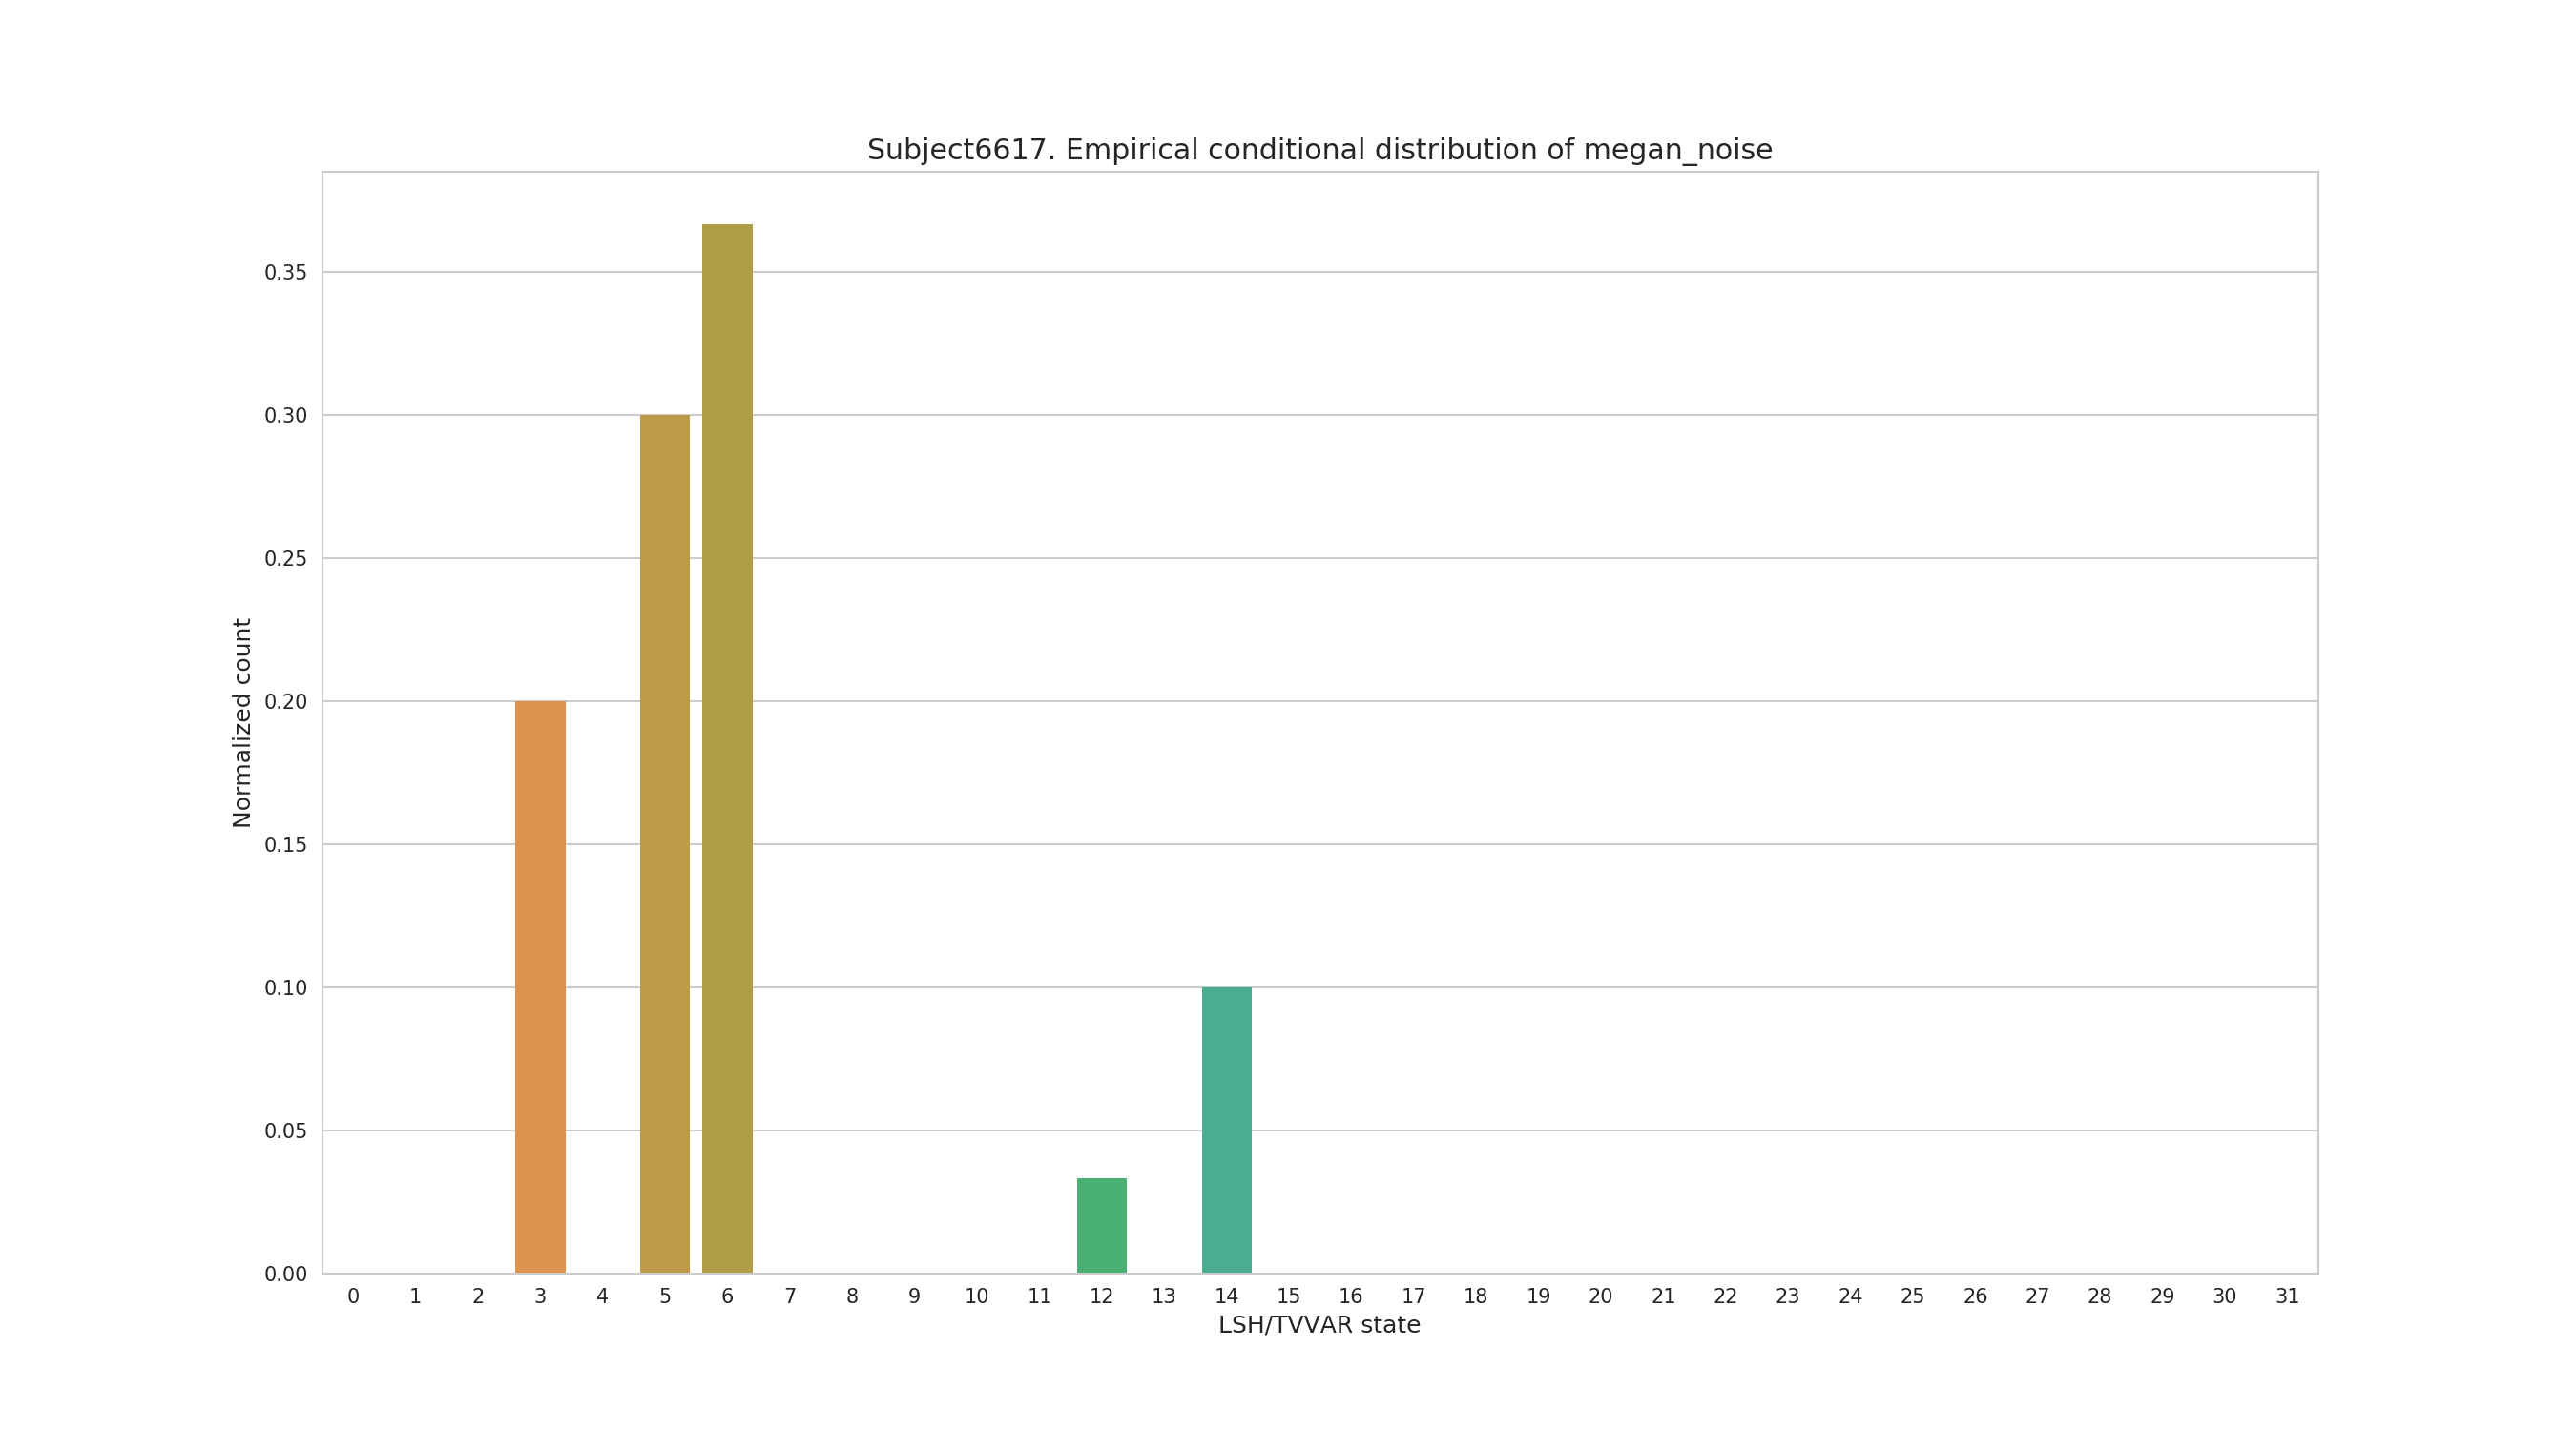 Subject6617. Empirical conditional distribution of megan_noise
Normalized count
0.35
0.30
0.25
0.20
0.15
0.10
0.05
0.00
0 1 2 3 4 5 6 7 8 9 10 11 12 13 14 15 16 17 18 19 20 21 22 23 24 25 26 27 28 29 30 31
LSH/TVVAR state